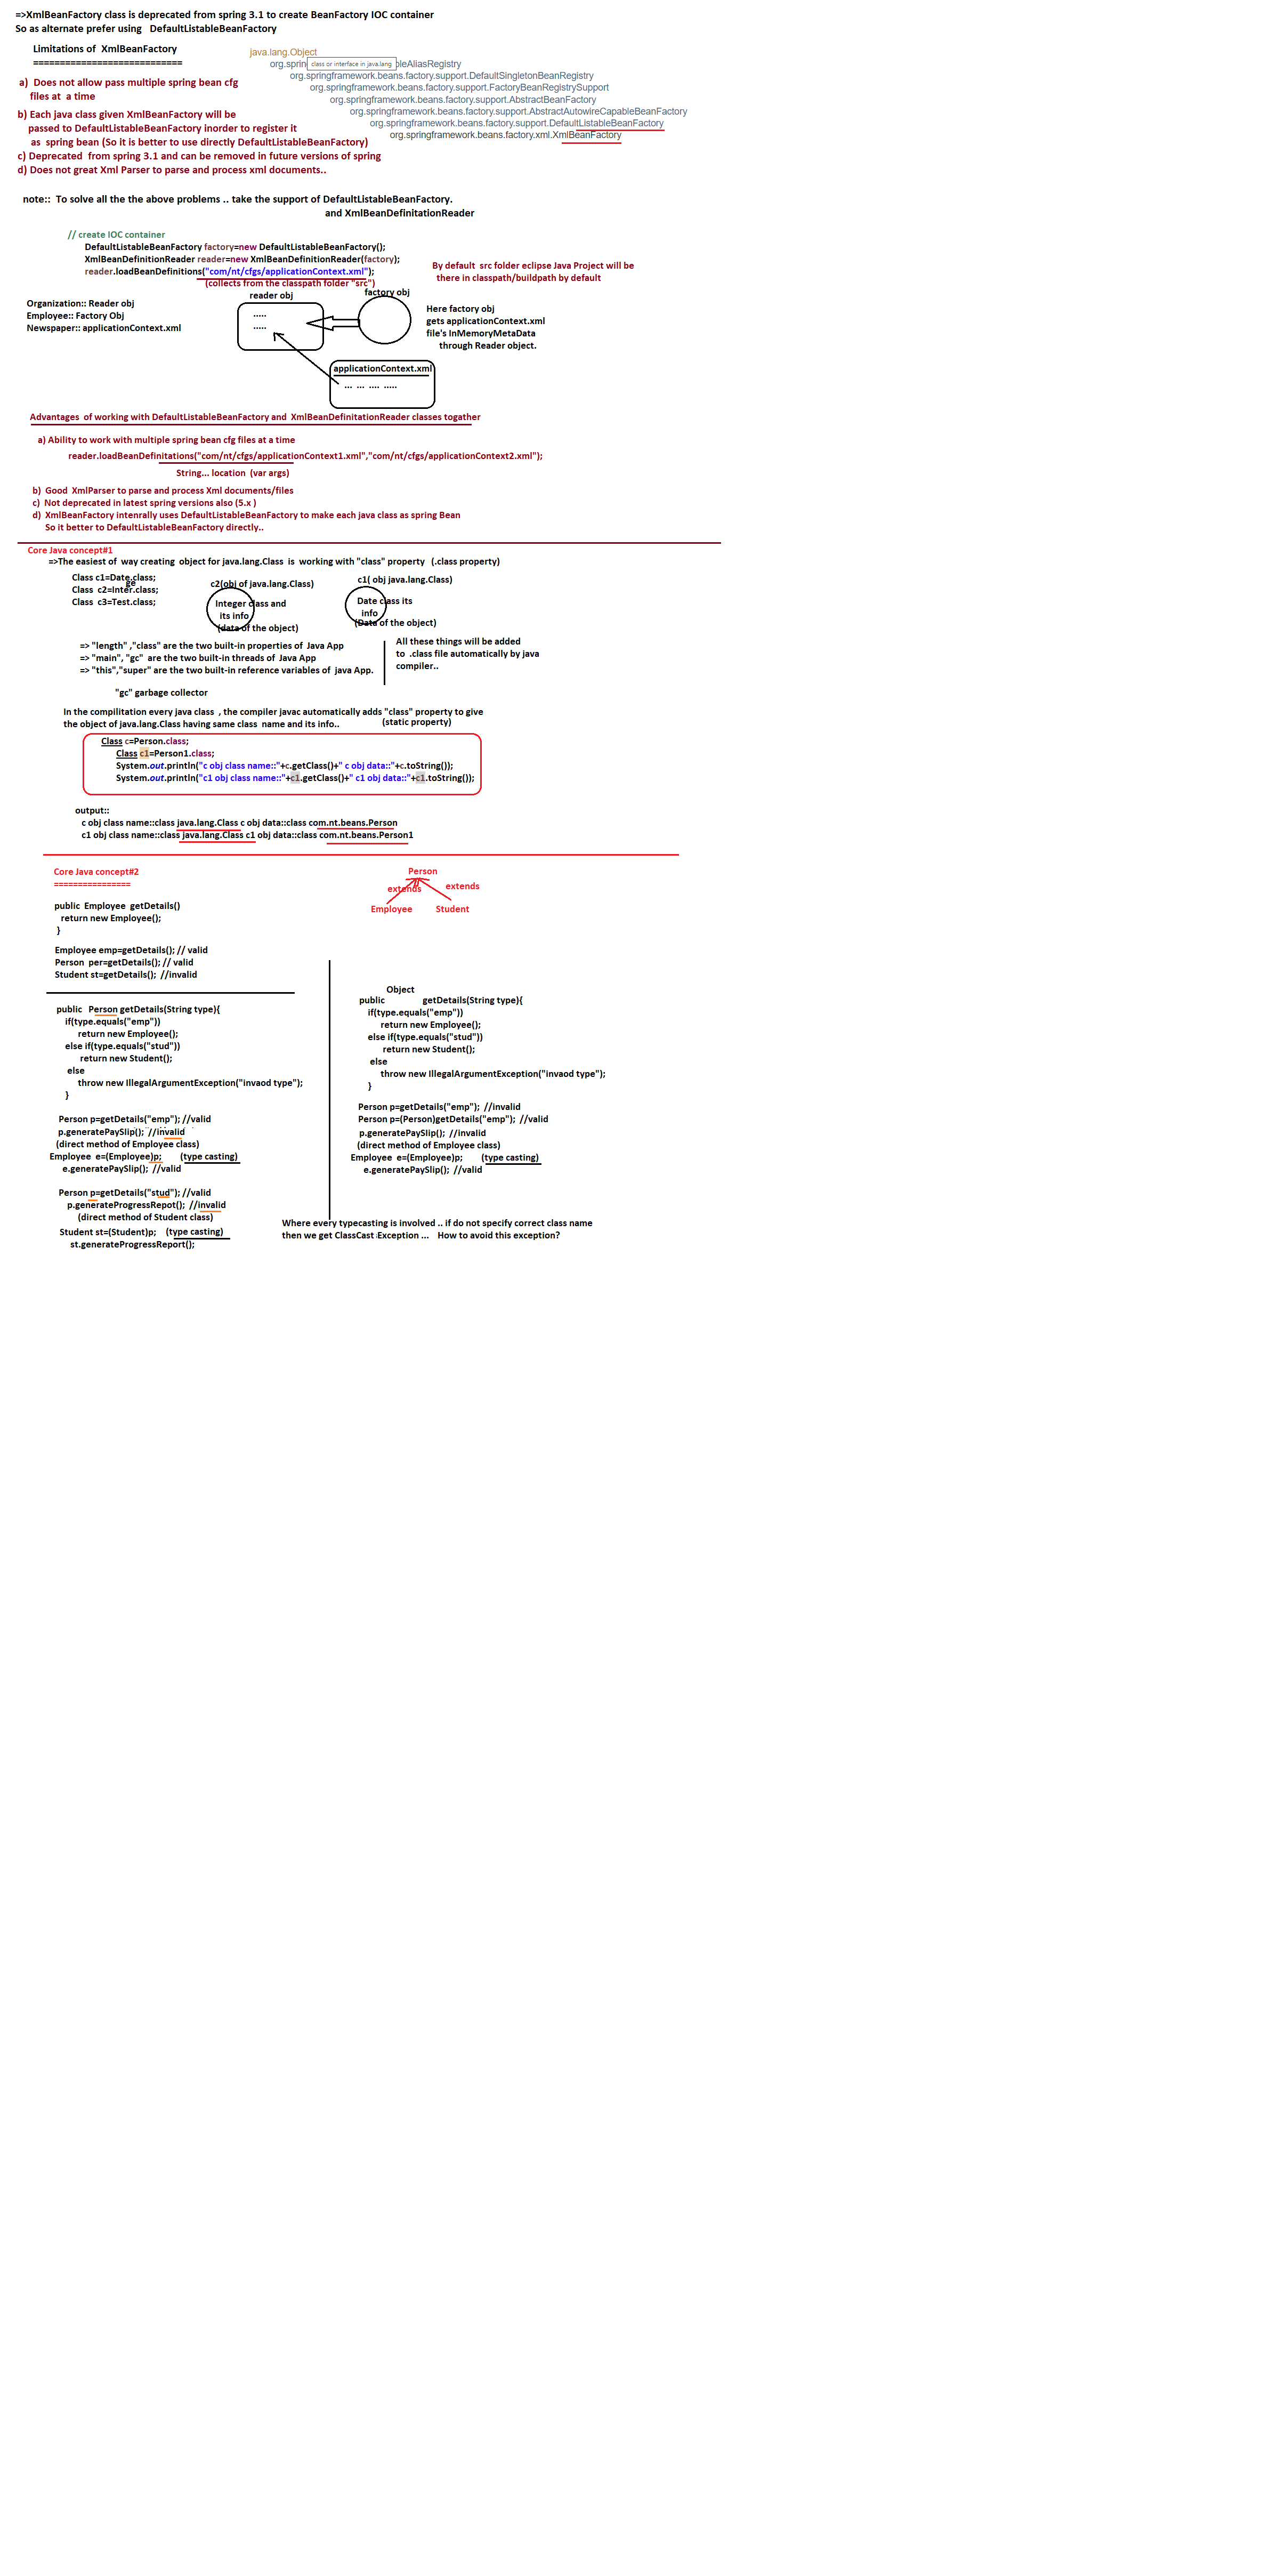 =>XmlBeanFactory class is deprecated from spring 3.1 to create BeanFactory IOC container
So as alternate prefer using DefaultListableBeanFactory
Limitations of XmlBeanFactory
============================
a) Does not allow pass multiple spring bean cfg
files at a time
b) Each java class given XmlBeanFactory will be
passed to DefaultListableBeanFactory inorder to register it
as spring bean (So it is better to use directly DefaultListableBeanFactory)
c) Deprecated from spring 3.1 and can be removed in future versions of spring
d) Does not great Xml Parser to parse and process xml documents..
java.lang.Object
class or interface in java.lang
org.sprin bleAliasRegistry
org.springframework.beans.factory.support.DefaultSingletonBeanRegistry
org.springframework.beans.factory.support.FactoryBeanRegistrySupport
org.springframework.beans.factory.support.AbstractBeanFactory
org.springframework.beans.factory.support.AbstractAutowireCapableBeanFactory
org.springframework.beans.factory.support.DefaultListableBeanFactory
org.springframework.beans.factory.xml.XmlBeanFactory
note:: To solve all the the above problems .. take the support of DefaultListableBeanFactory.
and XmlBeanDefinitationReader
// create IOC container
DefaultListableBeanFactory factory=new DefaultListableBeanFactory();
XmlBeanDefinitionReader reader=new XmlBeanDefinitionReader(factory);
reader.loadBeanDefinitions("com/nt/cfgs/applicationContext.xml");
(collects from the classpath folder "src")
By default src folder eclipse Java Project will be
there in classpath/buildpath by default
Organization:: Reader obj
Employee:: Factory Obj
Newspaper:: applicationContext.xml
reader obj
.....
.....
factory obj
Here factory obj
gets applicationContext.xml
file's InMemoryMetaData
through Reader object.
applicationContext.xml
... ... .... .....
Advantages of working with DefaultListableBeanFactory and XmlBeanDefinitationReader classes togather
a) Ability to work with multiple spring bean cfg files at a time
reader.loadBeanDefinitations("com/nt/cfgs/applicationContext1.xml","com/nt/cfgs/applicationContext2.xml");
String... location (var args)
b) Good XmlParser to parse and process Xml documents/files
c) Not deprecated in latest spring versions also (5.x )
d) XmlBeanFactory intenrally uses DefaultListableBeanFactory to make each java class as spring Bean
So it better to DefaultListableBeanFactory directly..
Core Java concept#1
=>The easiest of way creating object for java.lang.Class is working with "class" property (.class property)
Class c1=Date.class;
ge
Class c2=Inter.class;
Class c3=Test.class;
c2(obj of java.lang.Class)
Integer class and
its info
(data of the object)
c1( obj java.lang.Class)
Date class its
info
(Data of the object)
=> "length" ,"class" are the two built-in properties of Java App
=> "main", "gc" are the two built-in threads of Java App
=> "this","super" are the two built-in reference variables of java App.
All these things will be added
to .class file automatically by java
compiler..
"gc" garbage collector
In the compilitation every java class , the compiler javac automatically adds "class" property to give
the object of java.lang.Class having same class name and its info..
(static property)
Class c=Person.class;
Class c1=Person1.class;
System.out.println("c obj class name::"+c.getClass()+" c obj data::"+c.toString());
System.out.println("c1 obj class name::"+c1.getClass()+" c1 obj data::"+c1.toString());
output::
c obj class name::class java.lang.Class c obj data::class com.nt.beans.Person
c1 obj class name::class java.lang.Class c1 obj data::class com.nt.beans.Person1
Core Java concept#2
================
Person
extends
extends
Employee
Student
public Employee getDetails()
return new Employee();
}
Employee emp=getDetails(); // valid
Person per=getDetails(); // valid
Student st=getDetails(); //invalid
public Person getDetails(String type){
if(type.equals("emp"))
return new Employee();
else if(type.equals("stud"))
return new Student();
else
throw new IllegalArgumentException("invaod type");
}
Person p=getDetails("emp"); //valid
p.generatePaySlip(); //invalid
(direct method of Employee class)
Employee e=(Employee)p; (type casting)
e.generatePaySlip(); //valid
Person p=getDetails("stud"); //valid
p.generateProgressRepot(); //invalid
(direct method of Student class)
Student st=(Student)p; (type casting)
st.generateProgressReport();
Object
public getDetails(String type){
if(type.equals("emp"))
return new Employee();
else if(type.equals("stud"))
return new Student();
else
throw new IllegalArgumentException("invaod type");
}
Person p=getDetails("emp"); //invalid
Person p=(Person)getDetails("emp"); //valid
p.generatePaySlip(); //invalid
(direct method of Employee class)
Employee e=(Employee)p; (type casting)
e.generatePaySlip(); //valid
Where every typecasting is involved .. if do not specify correct class name
then we get ClassCast Exception ... How to avoid this exception?